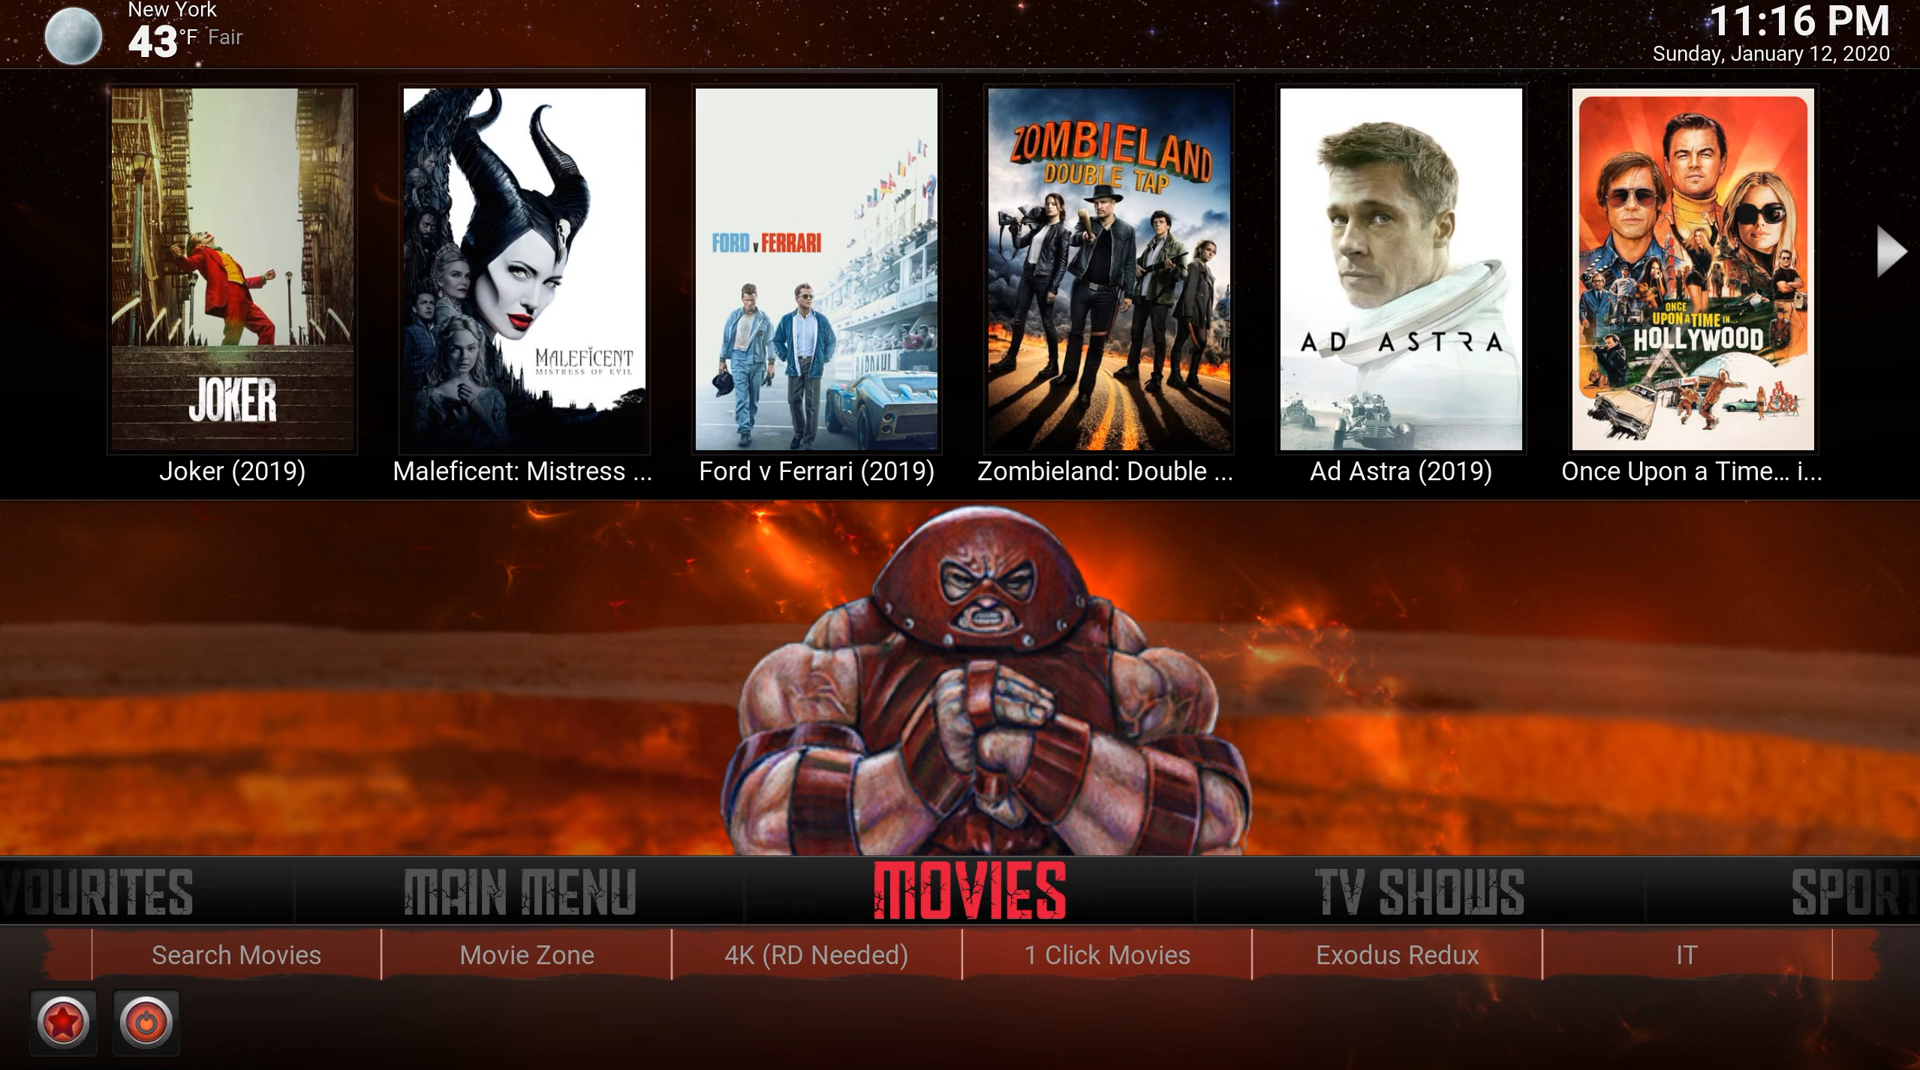 New York
43°F Fair
11:16 PM
Sunday, January 12, 2020
JOKER
MALEFICENT
MISTRESS OF EVIL
FORD v FERRARI
ZOMBIELAND
DOUBLE TAP
AD ASTRA
ONCE
UPON A TIME IN...
HOLLYWOOD
Joker (2019)
Maleficent: Mistress ...
Ford v Ferrari (2019)
Zombieland: Double ...
Ad Astra (2019)
Once Upon a Time… i...
VOURITES
MAIN MENU
MOVIES
TV SHOWS
SPORT
Search Movies
Movie Zone
4K (RD Needed)
1 Click Movies
Exodus Redux
IT